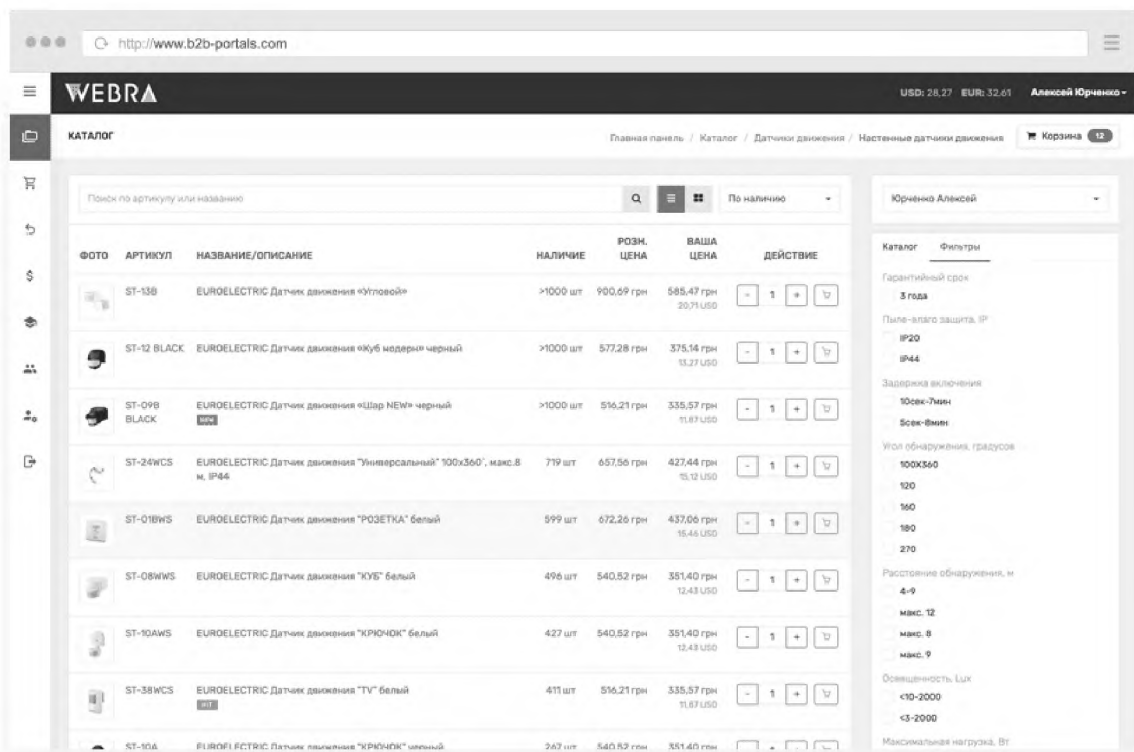 http://www.b2b-portals.com
WEBRA
USD: 28,27 EUR: 32,61 Алексей Юрченко
КАТАЛОГ
Главная панель / Каталог / Датчики движения / Настенные датчики движения
Корзина 12
Поиск по артикулу или названию
По наличию
Юрченко Алексей
ФОТО АРТИКУЛ НАЗВАНИЕ/ОПИСАНИЕ НАЛИЧИЕ РОЗН. ЦЕНА ВАША ЦЕНА ДЕЙСТВИЕ
ST-13B EUROELECTRIC Датчик движения «Угловой» >1000 шт 900,69 грн 585,47 грн - 1 +
20,71 USD
ST-12 BLACK EUROELECTRIC Датчик движения «Куб модерн» черный >1000 шт 577,28 грн 375,14 грн - 1 +
13,27 USD
ST-09B EUROELECTRIC Датчик движения «Шар NEW» черный >1000 шт 516,21 грн 335,57 грн - 1 +
BLACK NEW 11,87 USD
ST-24WCS EUROELECTRIC Датчик движения "Универсальный" 100x360˚, макс.8 719 шт 657,56 грн 427,44 грн - 1 +
м, IP44 15,12 USD
ST-01BWS EUROELECTRIC Датчик движения "РОЗЕТКА" белый 599 шт 672,26 грн 437,06 грн - 1 +
15,46 USD
ST-08WWS EUROELECTRIC Датчик движения "КУБ" белый 496 шт 540,52 грн 351,40 грн - 1 +
12,43 USD
ST-10AWS EUROELECTRIC Датчик движения "КРЮЧОК" белый 427 шт 540,52 грн 351,40 грн - 1 +
12,43 USD
ST-38WCS EUROELECTRIC Датчик движения "TV" белый 411 шт 516,21 грн 335,57 грн - 1 +
HIT 11,87 USD
ST-10A EUROELECTRIC Датчик движения "КРЮЧОК" черный 267 шт 540,52 грн 351,40 грн
Каталог Фильтры
Гарантийный срок
3 года
Пыле-влаго защита, IP
IP20
IP44
Задержка включения
10сек-7мин
5сек-8мин
Угол обнаружения, градусов
100X360
120
160
180
270
Расстояние обнаружения, м
4-9
макс. 12
макс. 8
макс. 9
Освещенность, Lux
<10-2000
<3-2000
Максимальная нагрузка, Вт